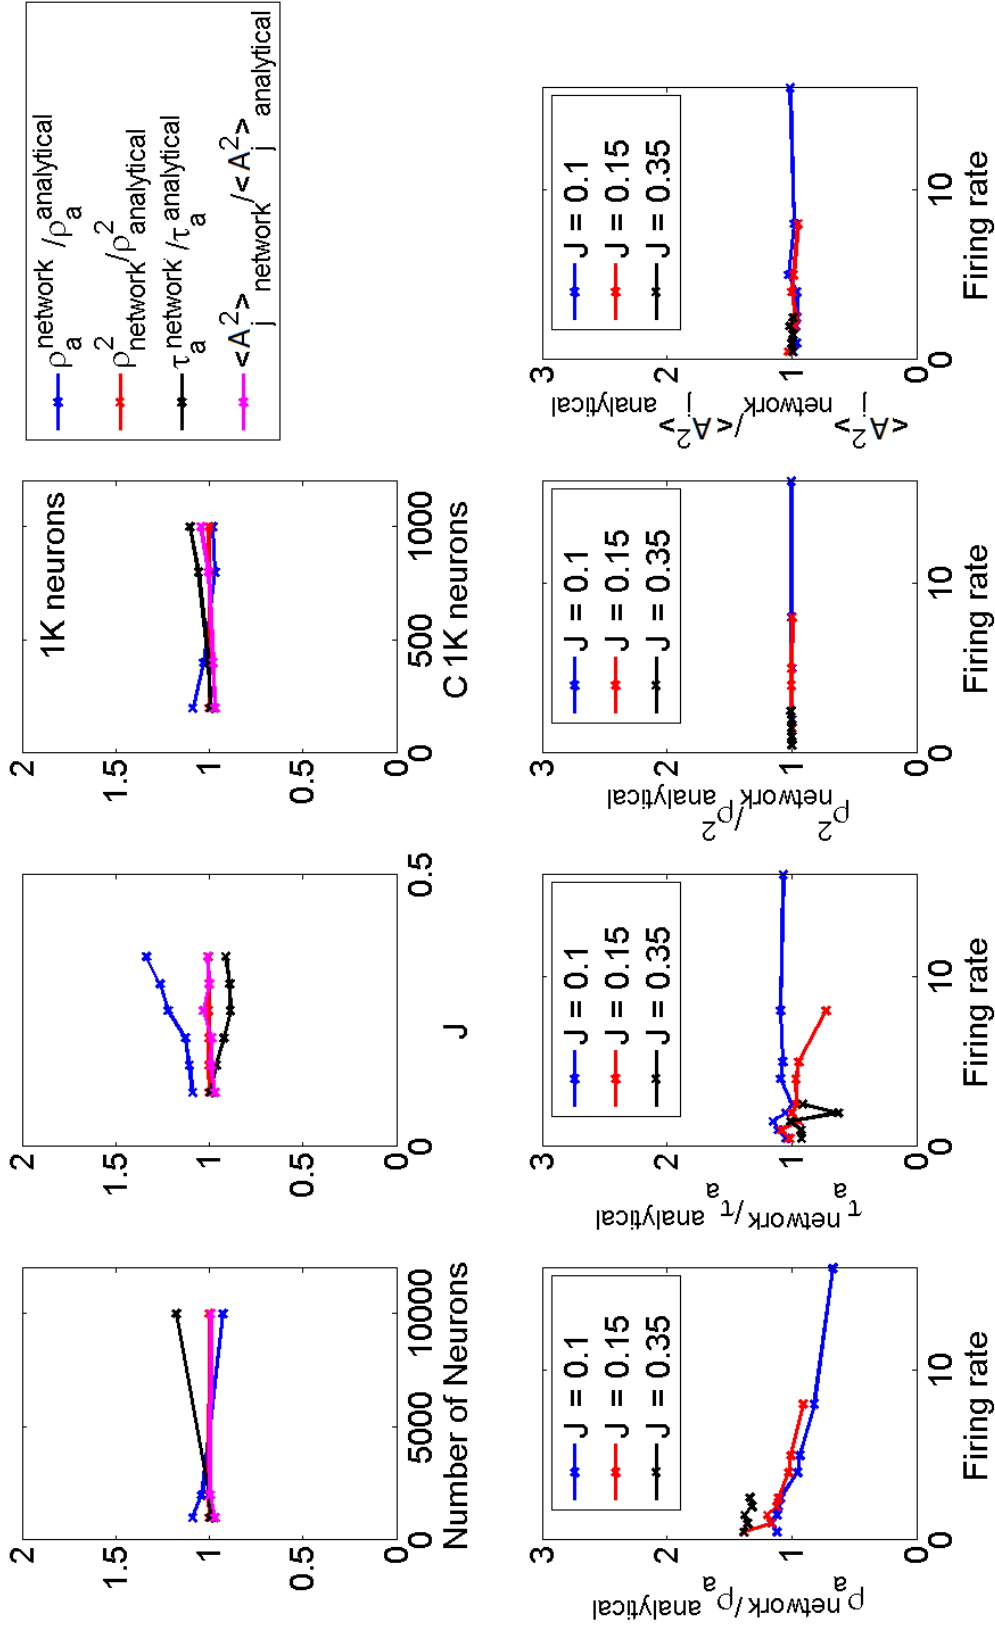 2
1.5
1
0.5
0
0
5000
10000
Number of Neurons
2
1.5
1
0.5
0
0
0.5
J
2
1.5
1
0.5
0
0
500
1000
C 1K neurons
1K neurons
ρ_a^network/ρ_a^analytical
ρ^2_network/ρ^2_analytical
τ_a^network/τ_a^analytical
<A_j^2>network/<A_j^2>analytical
3
2
1
0
0
10
Firing rate
ρ_a network/ρ_a analytical
J = 0.1
J = 0.15
J = 0.35
3
2
1
0
0
10
Firing rate
τ_a network/τ_a analytical
J = 0.1
J = 0.15
J = 0.35
3
2
1
0
0
10
Firing rate
ρ^2_network/ρ^2_analytical
J = 0.1
J = 0.15
J = 0.35
3
2
1
0
0
10
Firing rate
<A_j^2>network/<A_j^2>analytical
J = 0.1
J = 0.15
J = 0.35